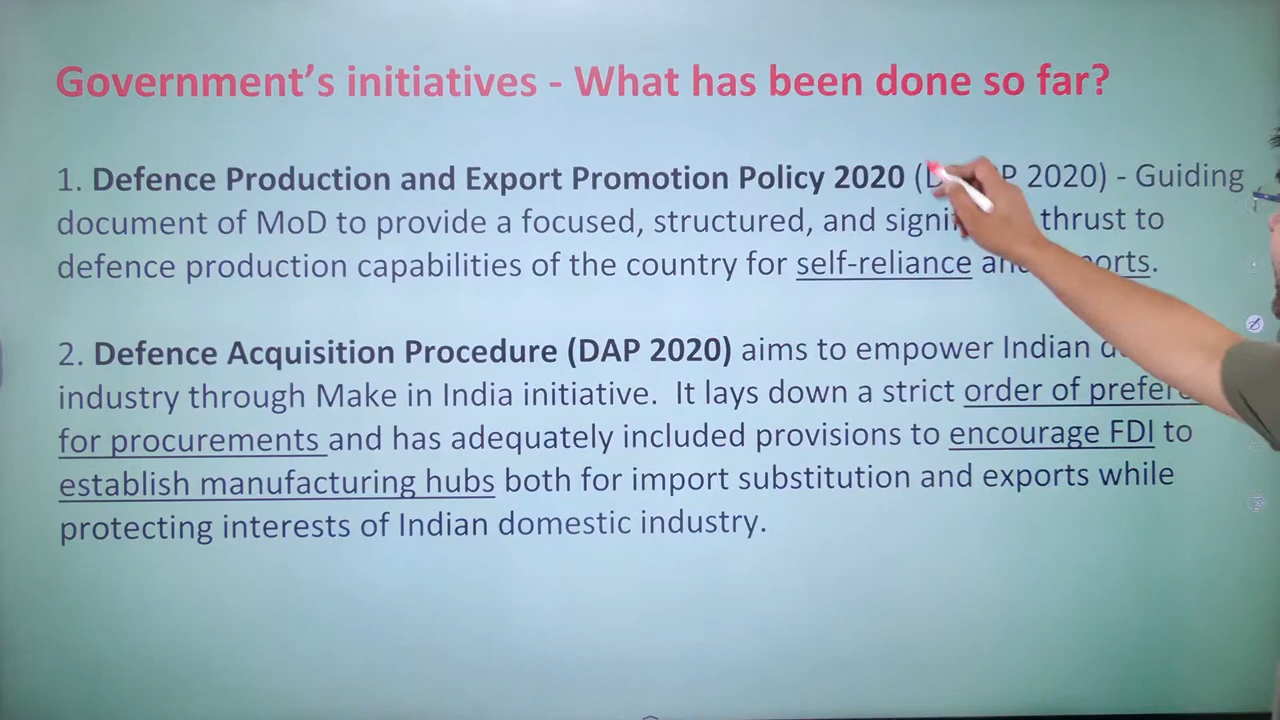 Government’s initiatives - What has been done so far?
1. Defence Production and Export Promotion Policy 2020 (D P 2020) - Guiding
document of MoD to provide a focused, structured, and thrust to
defence production capabilities of the country for self-reliance
2. Defence Acquisition Procedure (DAP 2020) aims to empower Indian
industry through Make in India initiative. It lays down a strict order of
for procurements and has adequately included provisions to encourage FDI to
establish manufacturing hubs both for import substitution and exports while
protecting interests of Indian domestic industry.